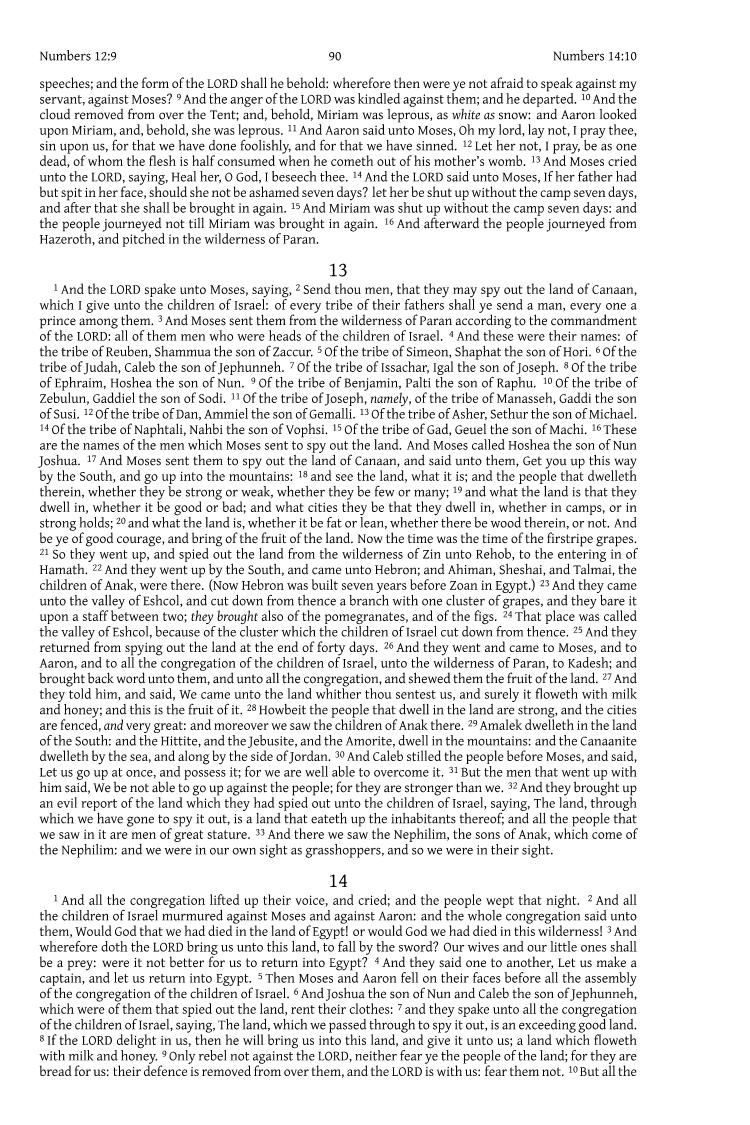 Numbers 12:9 90 Numbers 14:10
speeches; and the form of the LORD shall he behold: wherefore then were ye not afraid to speak against my
servant, against Moses? 9 And the anger of the LORD was kindled against them; and he departed. 10 And the
cloud removed from over the Tent; and, behold, Miriam was leprous, as white as snow: and Aaron looked
upon Miriam, and, behold, she was leprous. 11 And Aaron said unto Moses, Oh my lord, lay not, I pray thee,
sin upon us, for that we have done foolishly, and for that we have sinned. 12 Let her not, I pray, be as one
dead, of whom the flesh is half consumed when he cometh out of his mother's womb. 13 And Moses cried
unto the LORD, saying, Heal her, O God, I beseech thee. 14 And the LORD said unto Moses, If her father had
but spit in her face, should she not be ashamed seven days? let her be shut up without the camp seven days,
and after that she shall be brought in again. 15 And Miriam was shut up without the camp seven days: and
the people journeyed not till Miriam was brought in again. 16 And afterward the people journeyed from
Hazeroth, and pitched in the wilderness of Paran.
13
1 And the LORD spake unto Moses, saying, 2 Send thou men, that they may spy out the land of Canaan,
which I give unto the children of Israel: of every tribe of their fathers shall ye send a man, every one a
prince among them. 3 And Moses sent them from the wilderness of Paran according to the commandment
of the LORD: all of them men who were heads of the children of Israel. 4 And these were their names: of
the tribe of Reuben, Shammua the son of Zaccur. 5 Of the tribe of Simeon, Shaphat the son of Hori. 6 Of the
tribe of Judah, Caleb the son of Jephunneh. 7 Of the tribe of Issachar, Igal the son of Joseph. 8 Of the tribe
of Ephraim, Hoshea the son of Nun. 9 Of the tribe of Benjamin, Palti the son of Raphu. 10 Of the tribe of
Zebulun, Gaddiel the son of Sodi. 11 Of the tribe of Joseph, namely, of the tribe of Manasseh, Gaddi the son
of Susi. 12 Of the tribe of Dan, Ammiel the son of Gemalli. 13 Of the tribe of Asher, Sethur the son of Michael.
14 Of the tribe of Naphtali, Nahbi the son of Vophsi. 15 Of the tribe of Gad, Geuel the son of Machi. 16 These
are the names of the men which Moses sent to spy out the land. And Moses called Hoshea the son of Nun
Joshua. 17 And Moses sent them to spy out the land of Canaan, and said unto them, Get you up this way
by the South, and go up into the mountains: 18 and see the land, what it is; and the people that dwelleth
therein, whether they be strong or weak, whether they be few or many; 19 and what the land is that they
dwell in, whether it be good or bad; and what cities they be that they dwell in, whether in camps, or in
strong holds; 20 and what the land is, whether it be fat or lean, whether there be wood therein, or not. And
be ye of good courage, and bring of the fruit of the land. Now the time was the time of the firstripe grapes.
21 So they went up, and spied out the land from the wilderness of Zin unto Rehob, to the entering in of
Hamath. 22 And they went up by the South, and came unto Hebron; and Ahiman, Sheshai, and Talmai, the
children of Anak, were there. (Now Hebron was built seven years before Zoan in Egypt.) 23 And they came
unto the valley of Eshcol, and cut down from thence a branch with one cluster of grapes, and they bare it
upon a staff between two; they brought also of the pomegranates, and of the figs. 24 That place was called
the valley of Eshcol, because of the cluster which the children of Israel cut down from thence. 25 And they
returned from spying out the land at the end of forty days. 26 And they went and came to Moses, and to
Aaron, and to all the congregation of the children of Israel, unto the wilderness of Paran, to Kadesh; and
brought back word unto them, and unto all the congregation, and shewed them the fruit of the land. 27 And
they told him, and said, We came unto the land whither thou sentest us, and surely it floweth with milk
and honey; and this is the fruit of it. 28 Howbeit the people that dwell in the land are strong, and the cities
are fenced, and very great: and moreover we saw the children of Anak there. 29 Amalek dwelleth in the land
of the South: and the Hittite, and the Jebusite, and the Amorite, dwell in the mountains: and the Canaanite
dwelleth by the sea, and along by the side of Jordan. 30 And Caleb stilled the people before Moses, and said,
Let us go up at once, and possess it; for we are well able to overcome it. 31 But the men that went up with
him said, We be not able to go up against the people; for they are stronger than we. 32 And they brought up
an evil report of the land which they had spied out unto the children of Israel, saying, The land, through
which we have gone to spy it out, is a land that eateth up the inhabitants thereof; and all the people that
we saw in it are men of great stature. 33 And there we saw the Nephilim, the sons of Anak, which come of
the Nephilim: and we were in our own sight as grasshoppers, and so we were in their sight.
14
1 And all the congregation lifted up their voice, and cried; and the people wept that night. 2 And all
the children of Israel murmured against Moses and against Aaron: and the whole congregation said unto
them, Would God that we had died in the land of Egypt! or would God we had died in this wilderness! 3 And
wherefore doth the LORD bring us unto this land, to fall by the sword? Our wives and our little ones shall
be a prey: were it not better for us to return into Egypt? 4 And they said one to another, Let us make a
captain, and let us return into Egypt. 5 Then Moses and Aaron fell on their faces before all the assembly
of the congregation of the children of Israel. 6 And Joshua the son of Nun and Caleb the son of Jephunneh,
which were of them that spied out the land, rent their clothes: 7 and they spake unto all the congregation
of the children of Israel, saying, The land, which we passed through to spy it out, is an exceeding good land.
8 If the LORD delight in us, then he will bring us into this land, and give it unto us; a land which floweth
with milk and honey. 9 Only rebel not against the LORD, neither fear ye the people of the land; for they are
bread for us: their defence is removed from over them, and the LORD is with us: fear them not. 10 But all the